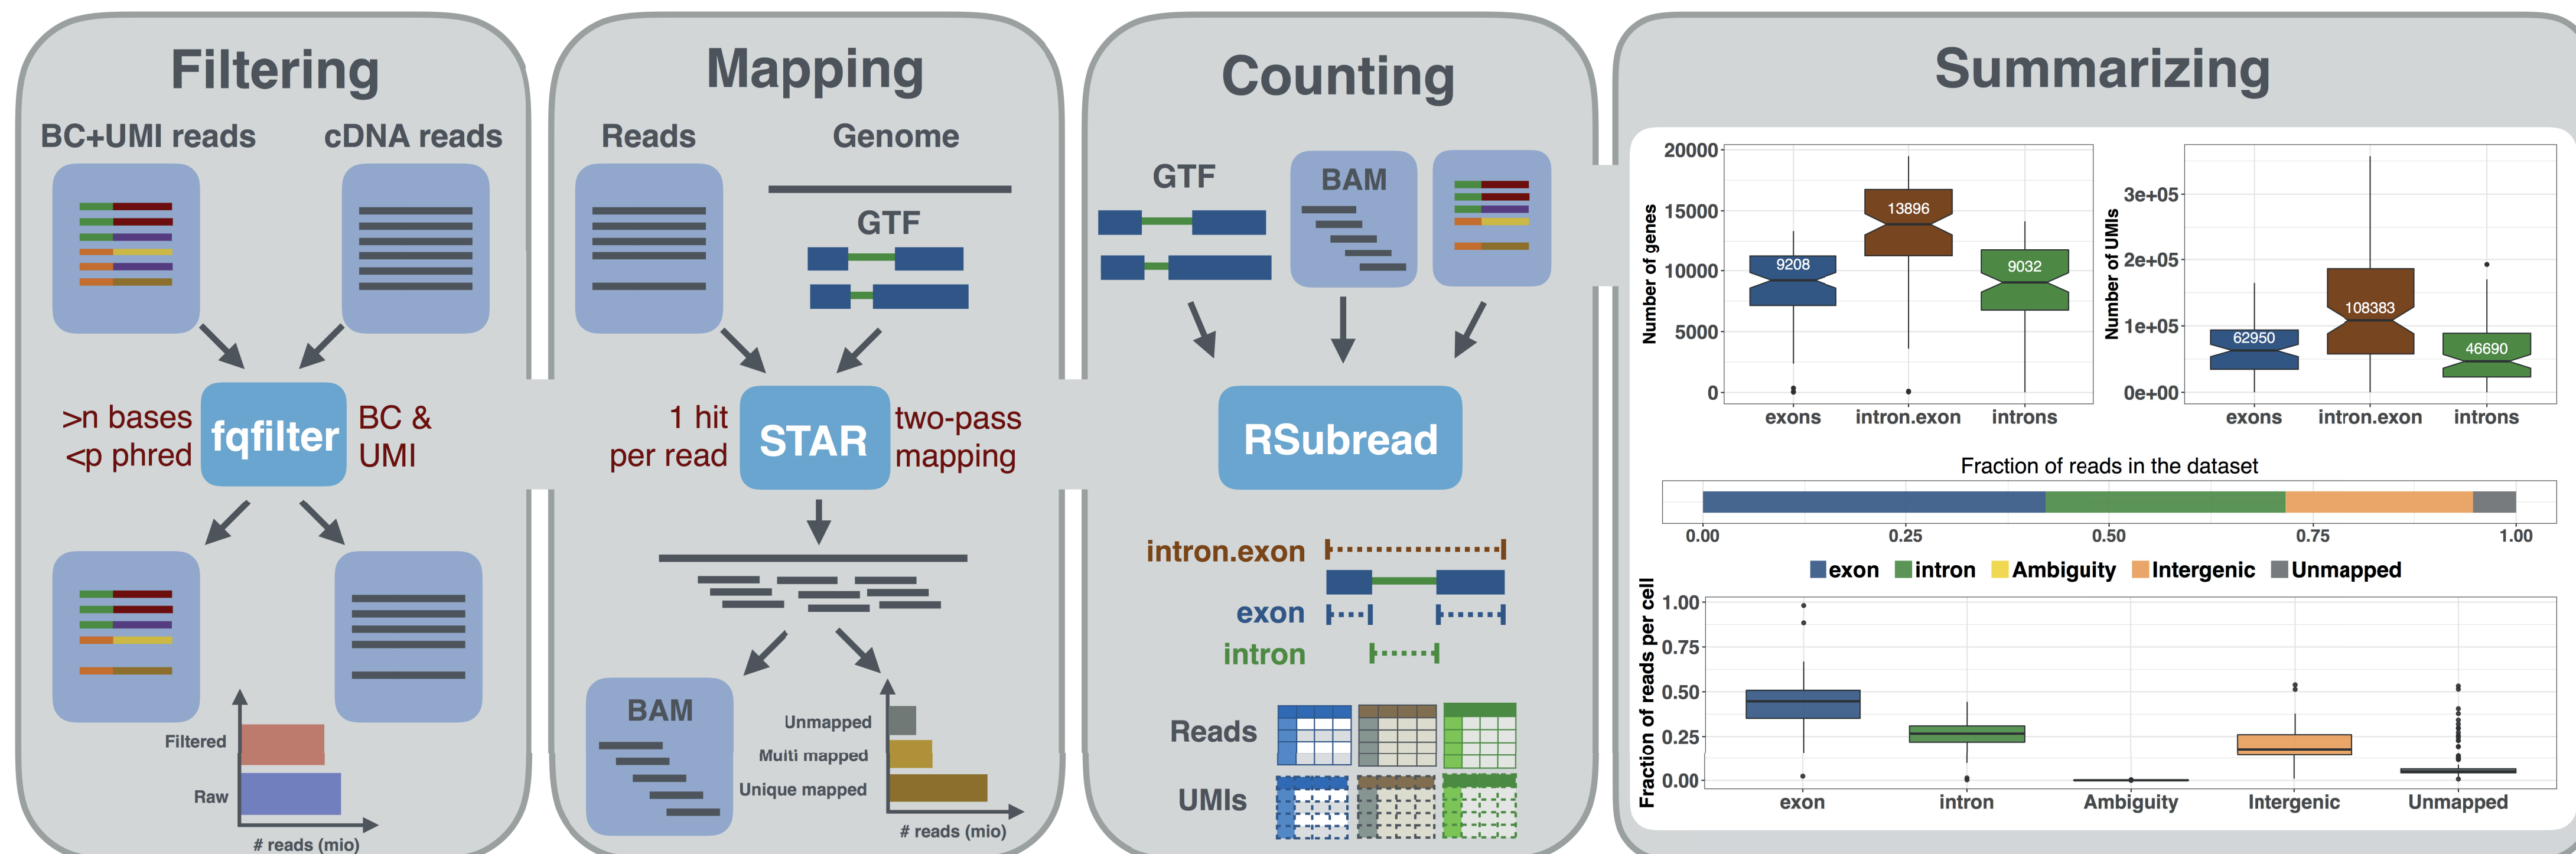 Filtering
BC+UMI reads
cDNA reads
>n bases
<p phred
fqfilter
BC &
UMI
Filtered
Raw
# reads (mio)
Mapping
Reads
Genome
GTF
1 hit
per read
STAR
two-pass
mapping
BAM
Unmapped
Multi mapped
Unique mapped
# reads (mio)
Counting
GTF
BAM
RSubread
intron.exon
exon
intron
Reads
UMIs
Summarizing
Number of genes
20000
15000
10000
5000
0
9208
13896
9032
exons
intron.exon
introns
Number of UMIs
3e+05
2e+05
1e+05
0e+00
62950
108383
46690
exons
intron.exon
introns
Fraction of reads in the dataset
0.00
0.25
0.50
0.75
1.00
exon
intron
Ambiguity
Intergenic
Unmapped
Fraction of reads per cell
1.00
0.75
0.50
0.25
0.00
exon
intron
Ambiguity
Intergenic
Unmapped